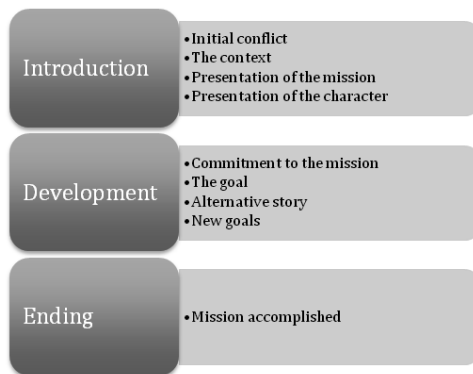 Introduction
•Initial conflict
•The context
•Presentation of the mission
•Presentation of the character
Development
•Commitment to the mission
•The goal
•Alternative story
•New goals
Ending
•Mission accomplished